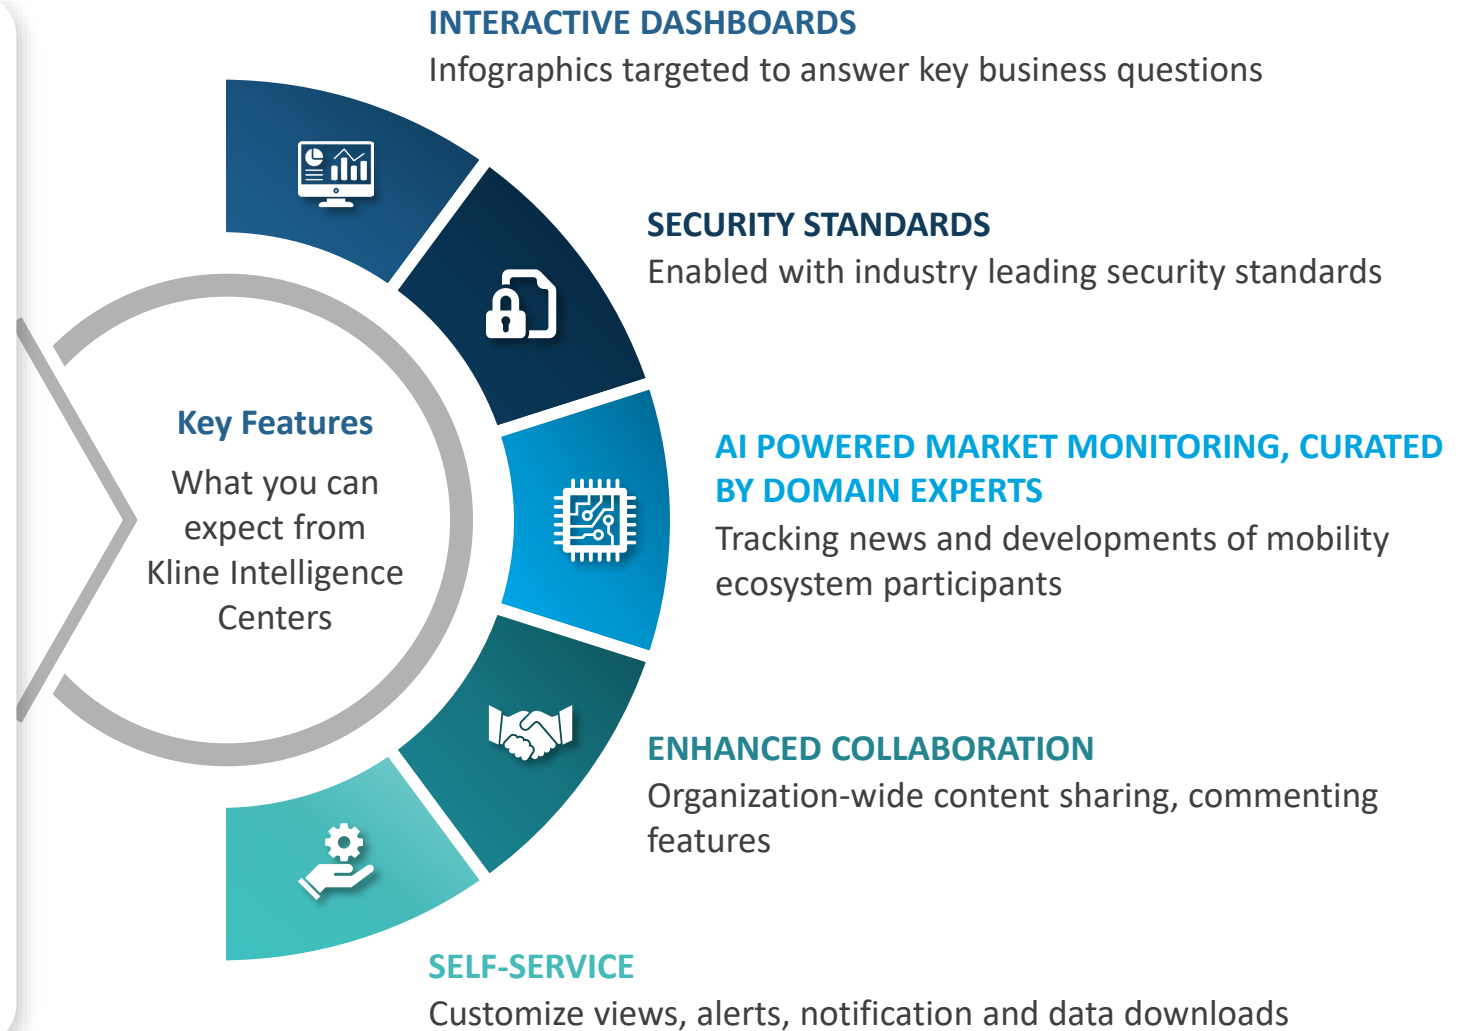 INTERACTIVE DASHBOARDS
Infographics targeted to answer key business questions
SECURITY STANDARDS
Enabled with industry leading security standards
Key Features
What you can
expect from
Kline Intelligence
Centers
AI POWERED MARKET MONITORING, CURATED
BY DOMAIN EXPERTS
Tracking news and developments of mobility
ecosystem participants
ENHANCED COLLABORATION
Organization-wide content sharing, commenting
features
SELF-SERVICE
Customize views, alerts, notification and data downloads